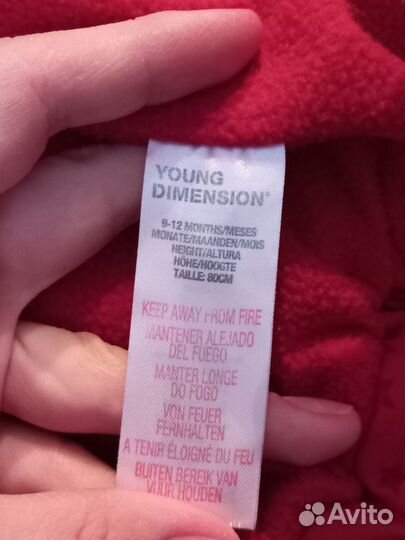 YOUNG
DIMENSION®
9-12 MONTHS/MESES
MONATE/MAANDEN/MOIS
HEIGHT/ALTURA
HÖHE/HOOGTE
TAILLE: 80CM
KEEP AWAY FROM FIRE
MANTENER ALEJADO
DEL FUEGO
MANTER LONGE
DO FOGO
VON FEUER
FERNHALTEN
A TENIR ÉLOIGNÉ DU FEU
BUITEN BEREIK VAN
VUUR HOUDEN
Avito